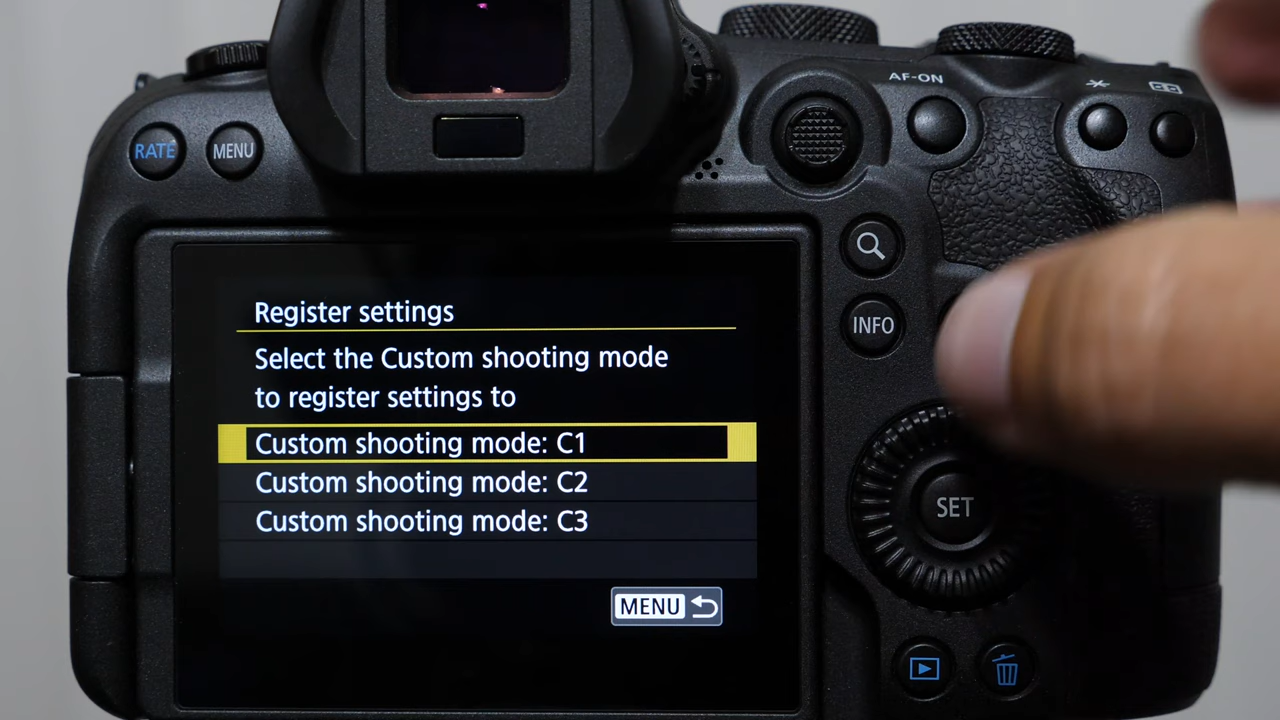 AF-ON
RATE
MENU
INFO
Register settings
Select the Custom shooting mode
to register settings to
Custom shooting mode: C1
Custom shooting mode: C2
Custom shooting mode: C3
SET
MENU